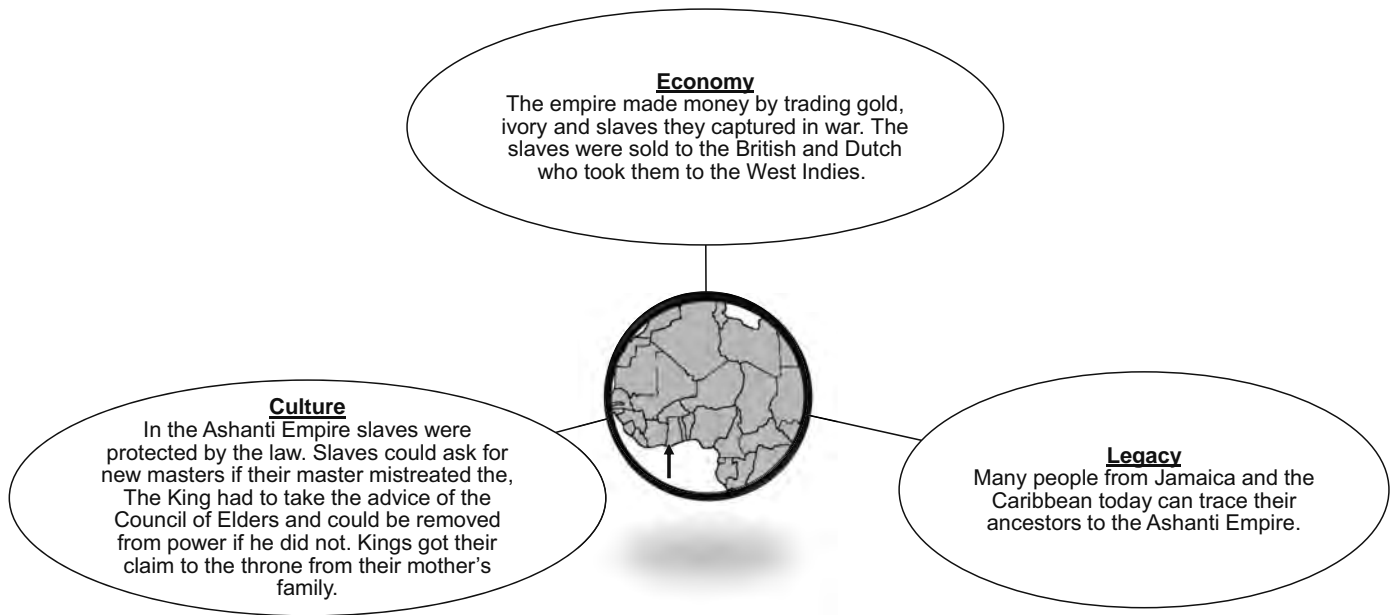 Economy
The empire made money by trading gold,
ivory and slaves they captured in war. The
slaves were sold to the British and Dutch
who took them to the West Indies.
Culture
In the Ashanti Empire slaves were
protected by the law. Slaves could ask for
new masters if their master mistreated the,
The King had to take the advice of the
Council of Elders and could be removed
from power if he did not. Kings got their
claim to the throne from their mother’s
family.
Legacy
Many people from Jamaica and the
Caribbean today can trace their
ancestors to the Ashanti Empire.